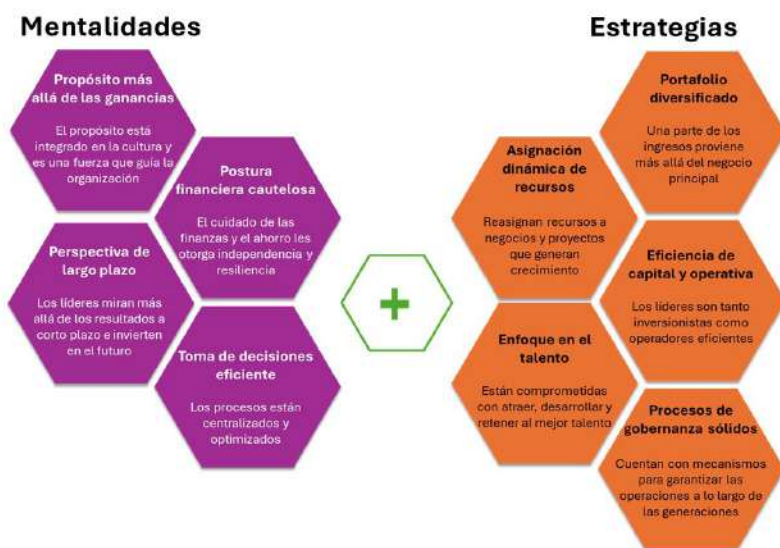 Mentalidades
Propósito más
allá de las ganancias
El propósito está
integrado en la cultura y
es una fuerza que guía la
organización
Postura
financiera cautelosa
El cuidado de las
finanzas y el ahorro les
otorga independencia y
resiliencia
Perspectiva de
largo plazo
Los líderes miran más
allá de los resultados a
corto plazo e invierten
en el futuro
Toma de decisiones
eficiente
Los procesos están
centralizados y
optimizados
+
Estrategias
Portafolio
diversificado
Una parte de los
ingresos proviene
más allá del negocio
principal
Asignación
dinámica de
recursos
Reasignan recursos a
negocios y proyectos
que generan
crecimiento
Eficiencia de
capital y operativa
Los líderes son tanto
inversionistas como
operadores eficientes
Enfoque en el
talento
Están comprometidas
con atraer, desarrollar y
retener al mejor talento
Procesos de
gobernanza sólidos
Cuentan con mecanismos
para garantizar las
operaciones a lo largo de
las generaciones